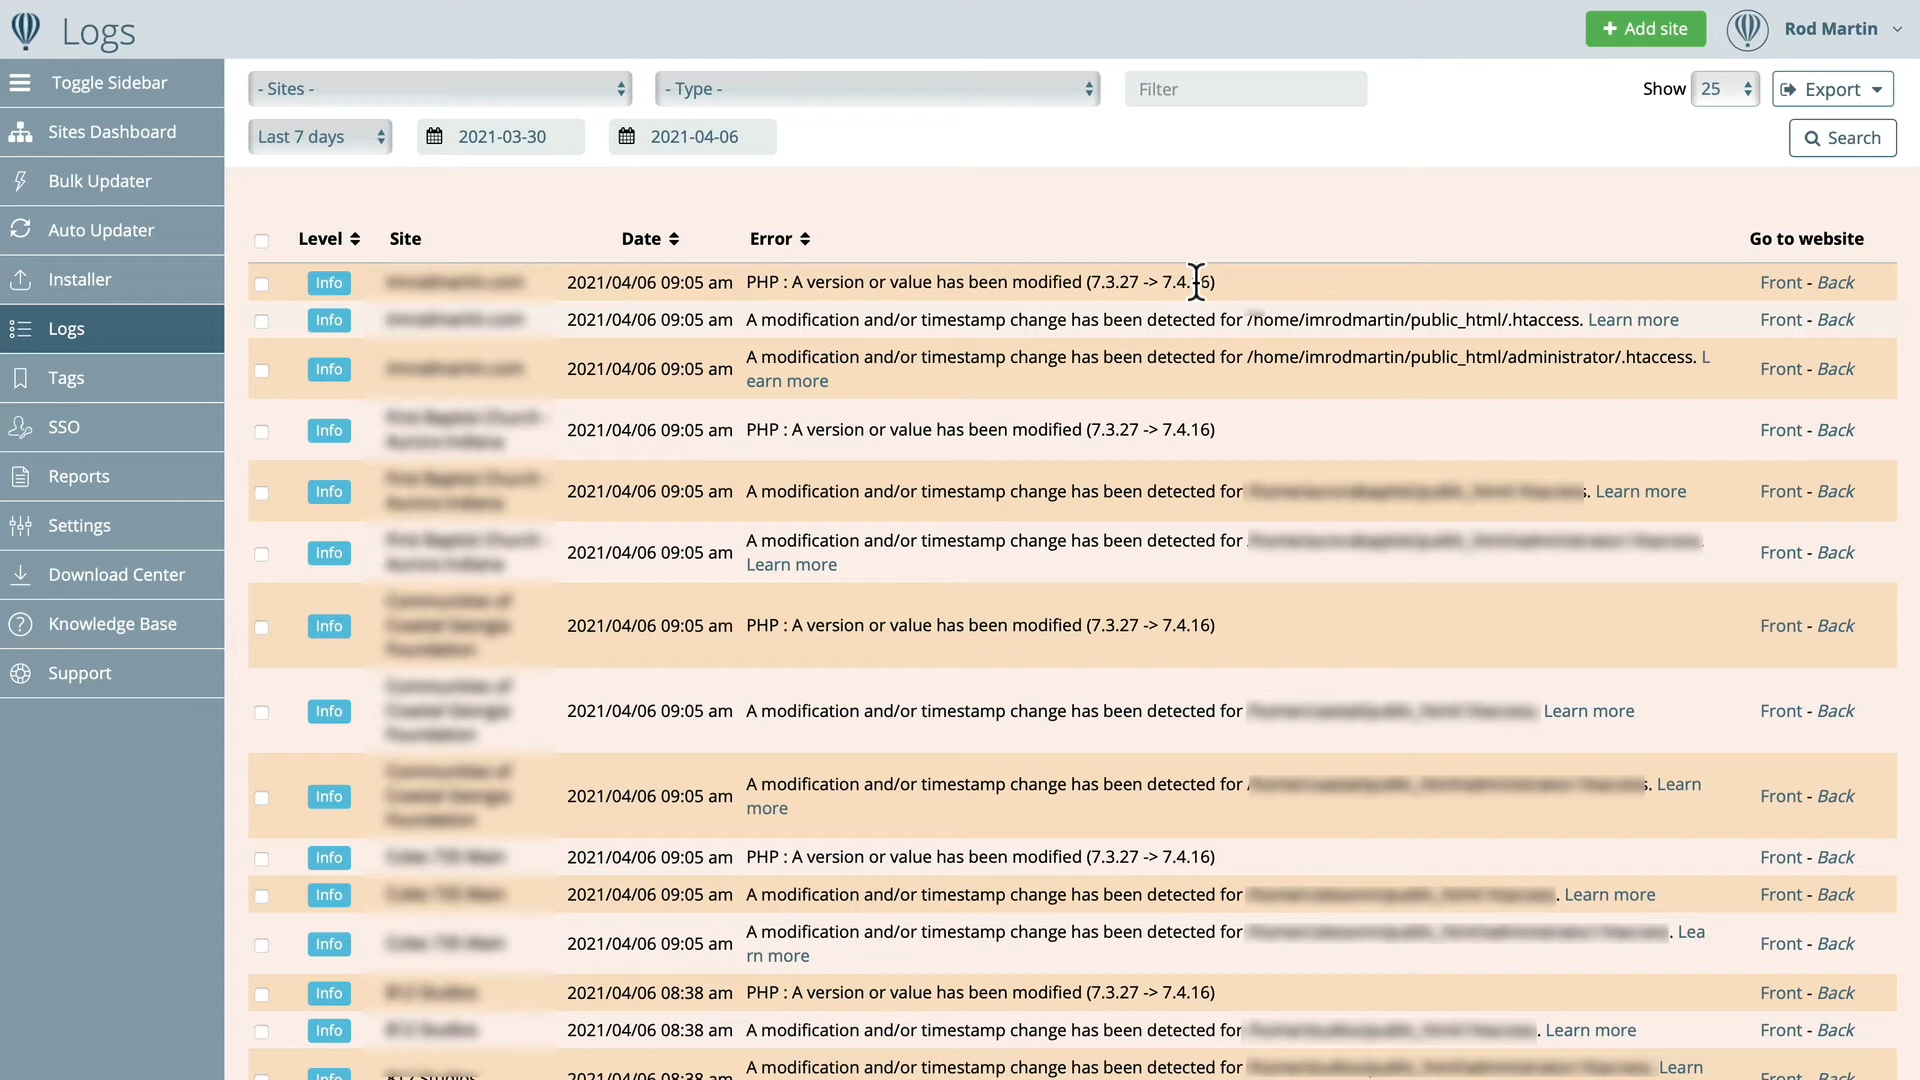 Logs
+ Add site
Rod Martin
Toggle Sidebar
Sites Dashboard
Bulk Updater
Auto Updater
Installer
Logs
Tags
SSO
Reports
Settings
Download Center
Knowledge Base
Support
- Sites -
- Type -
Filter
Show 25
Export
Last 7 days
2021-03-30
2021-04-06
Search
Level Site Date Error Go to website
Info 2021/04/06 09:05 am PHP : A version or value has been modified (7.3.27 -> 7.4.16) Front - Back
Info 2021/04/06 09:05 am A modification and/or timestamp change has been detected for /home/imrodmartin/public_html/.htaccess. Learn more Front - Back
Info 2021/04/06 09:05 am A modification and/or timestamp change has been detected for /home/imrodmartin/public_html/administrator/.htaccess. L
earn more Front - Back
Info 2021/04/06 09:05 am PHP : A version or value has been modified (7.3.27 -> 7.4.16) Front - Back
Info 2021/04/06 09:05 am A modification and/or timestamp change has been detected for Learn more Front - Back
Info 2021/04/06 09:05 am A modification and/or timestamp change has been detected for
Learn more Front - Back
Info 2021/04/06 09:05 am PHP : A version or value has been modified (7.3.27 -> 7.4.16) Front - Back
Info 2021/04/06 09:05 am A modification and/or timestamp change has been detected for Learn more Front - Back
Info 2021/04/06 09:05 am A modification and/or timestamp change has been detected for Learn
more Front - Back
Info 2021/04/06 09:05 am PHP : A version or value has been modified (7.3.27 -> 7.4.16) Front - Back
Info 2021/04/06 09:05 am A modification and/or timestamp change has been detected for . Learn more Front - Back
Info 2021/04/06 09:05 am A modification and/or timestamp change has been detected for . Lea
rn more Front - Back
Info 2021/04/06 08:38 am PHP : A version or value has been modified (7.3.27 -> 7.4.16) Front - Back
Info 2021/04/06 08:38 am A modification and/or timestamp change has been detected for . Learn more Front - Back
Info 2021/04/06 08:38 am A modification and/or timestamp change has been detected for Learn
Front - Back